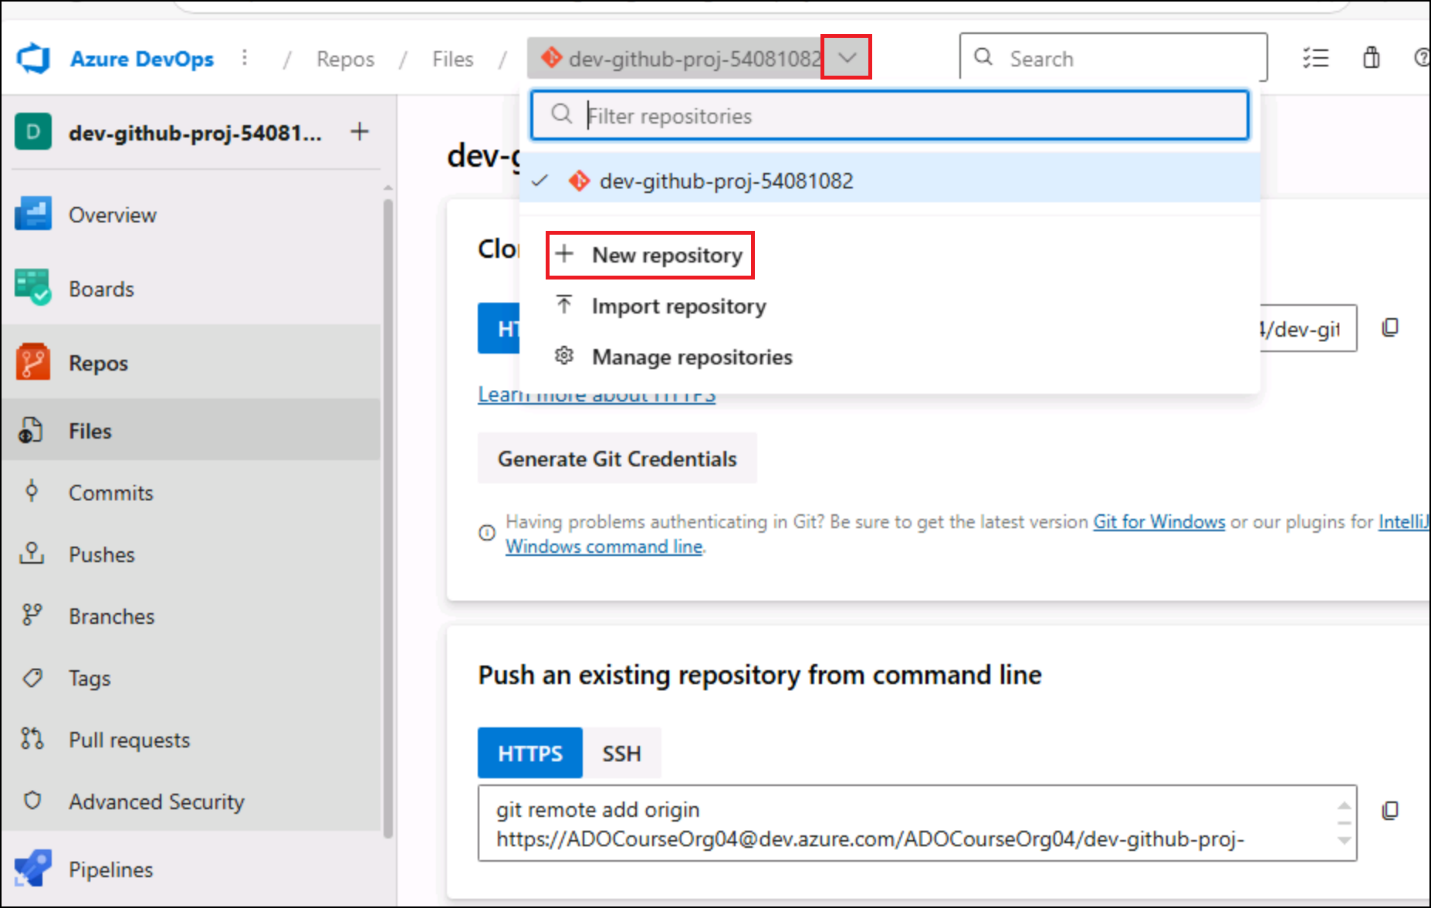 Azure DevOps / Repos / Files / dev-github-proj-54081082
Search
D dev-github-proj-54081... +
Overview
Boards
Repos
Files
Commits
Pushes
Branches
Tags
Pull requests
Advanced Security
Pipelines
Filter repositories
dev-github-proj-54081082
New repository
Import repository
Manage repositories
dev-g
Clo
HT
4/dev-git
Learn more about HTTPS
Generate Git Credentials
Having problems authenticating in Git? Be sure to get the latest version Git for Windows or our plugins for IntelliJ
Windows command line.
Push an existing repository from command line
HTTPS SSH
git remote add origin
https://ADOCourseOrg04@dev.azure.com/ADOCourseOrg04/dev-github-proj-